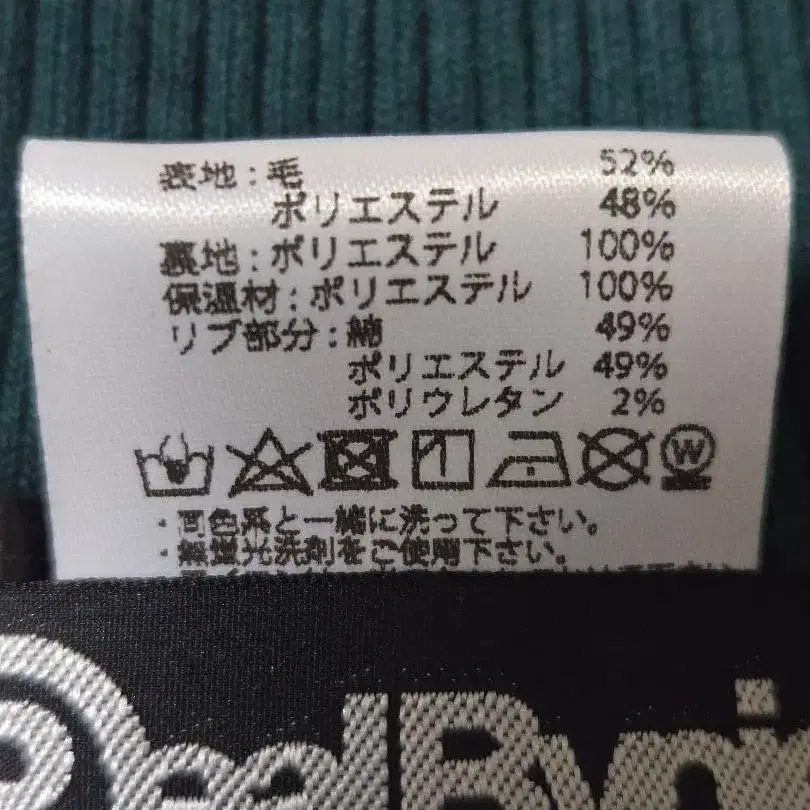 表地:毛 52%
ポリエステル 48%
裏地:ポリエステル 100%
保温材:ポリエステル 100%
リブ部分:綿 49%
ポリエステル 49%
ポリウレタン 2%
W
・同色系と一緒に洗って下さい。
・無蛍光洗剤をご使用下さい。